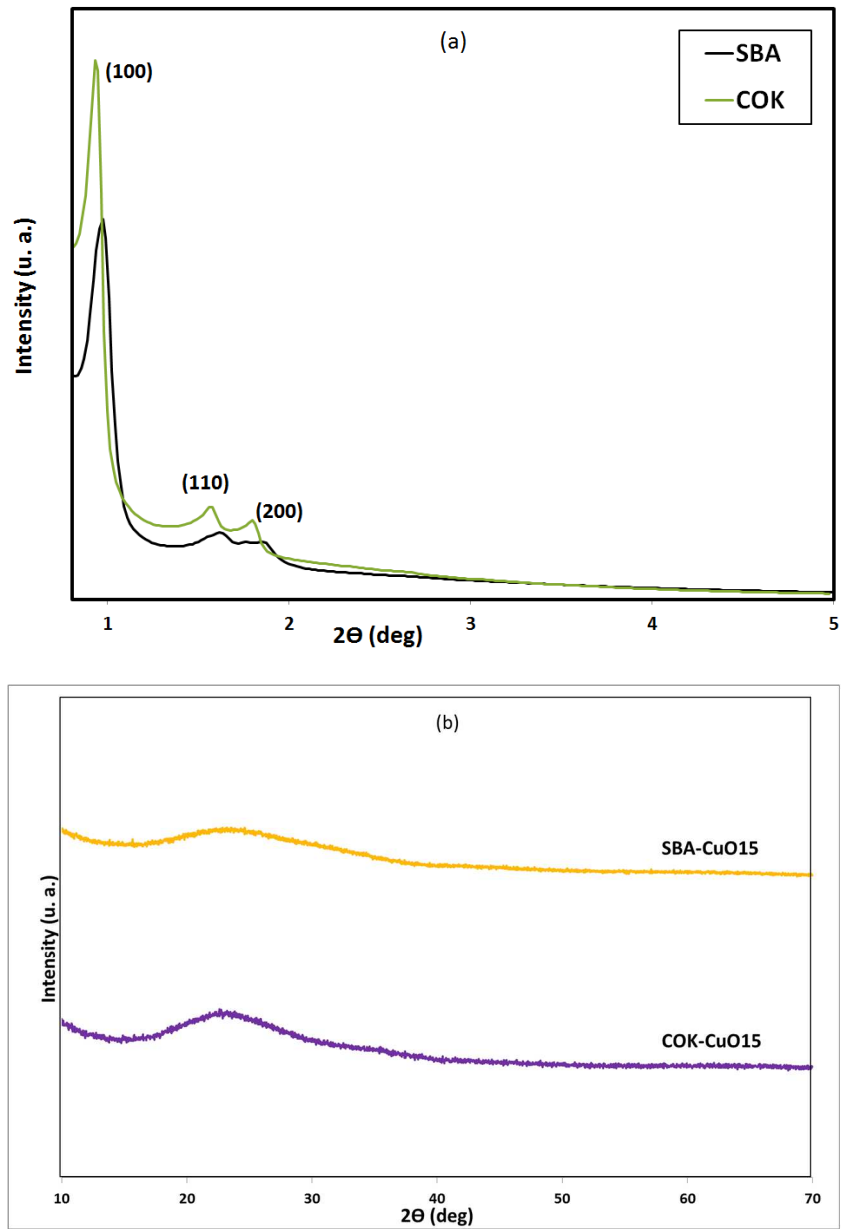 (a)
SBA
COK
(100)
(110)
(200)
Intensity (u. a.)
1 2 3 4 5
2Θ (deg)
(b)
SBA-CuO15
COK-CuO15
Intensity (u. a.)
10 20 30 40 50 60 70
2Θ (deg)